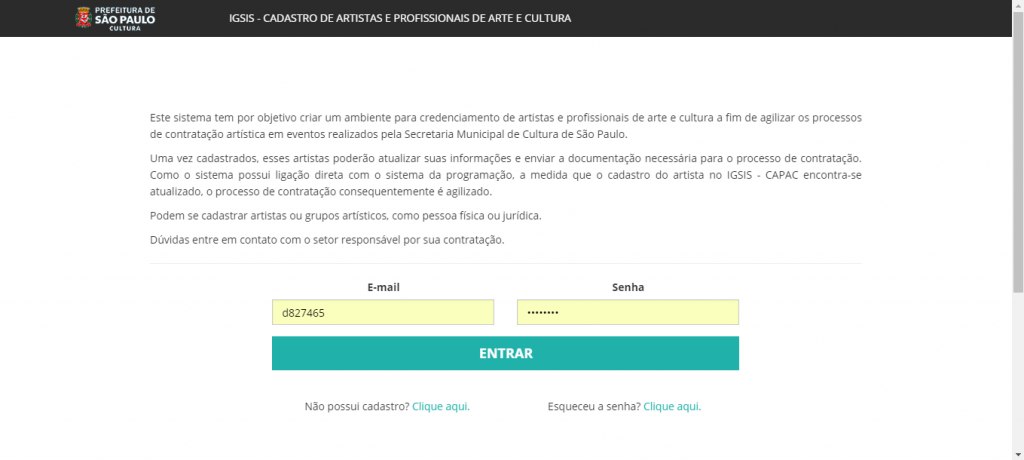 PREFEITURA DE
SÃO PAULO
CULTURA
IGSIS - CADASTRO DE ARTISTAS E PROFISSIONAIS DE ARTE E CULTURA
Este sistema tem por objetivo criar um ambiente para credenciamento de artistas e profissionais de arte e cultura a fim de agilizar os processos
de contratação artística em eventos realizados pela Secretaria Municipal de Cultura de São Paulo.
Uma vez cadastrados, esses artistas poderão atualizar suas informações e enviar a documentação necessária para o processo de contratação.
Como o sistema possui ligação direta com o sistema da programação, a medida que o cadastro do artista no IGSIS - CAPAC encontra-se
atualizado, o processo de contratação consequentemente é agilizado.
Podem se cadastrar artistas ou grupos artísticos, como pessoa física ou jurídica.
Dúvidas entre em contato com o setor responsável por sua contratação.
E-mail Senha
d827465 ••••••••
ENTRAR
Não possui cadastro? Clique aqui. Esqueceu a senha? Clique aqui.